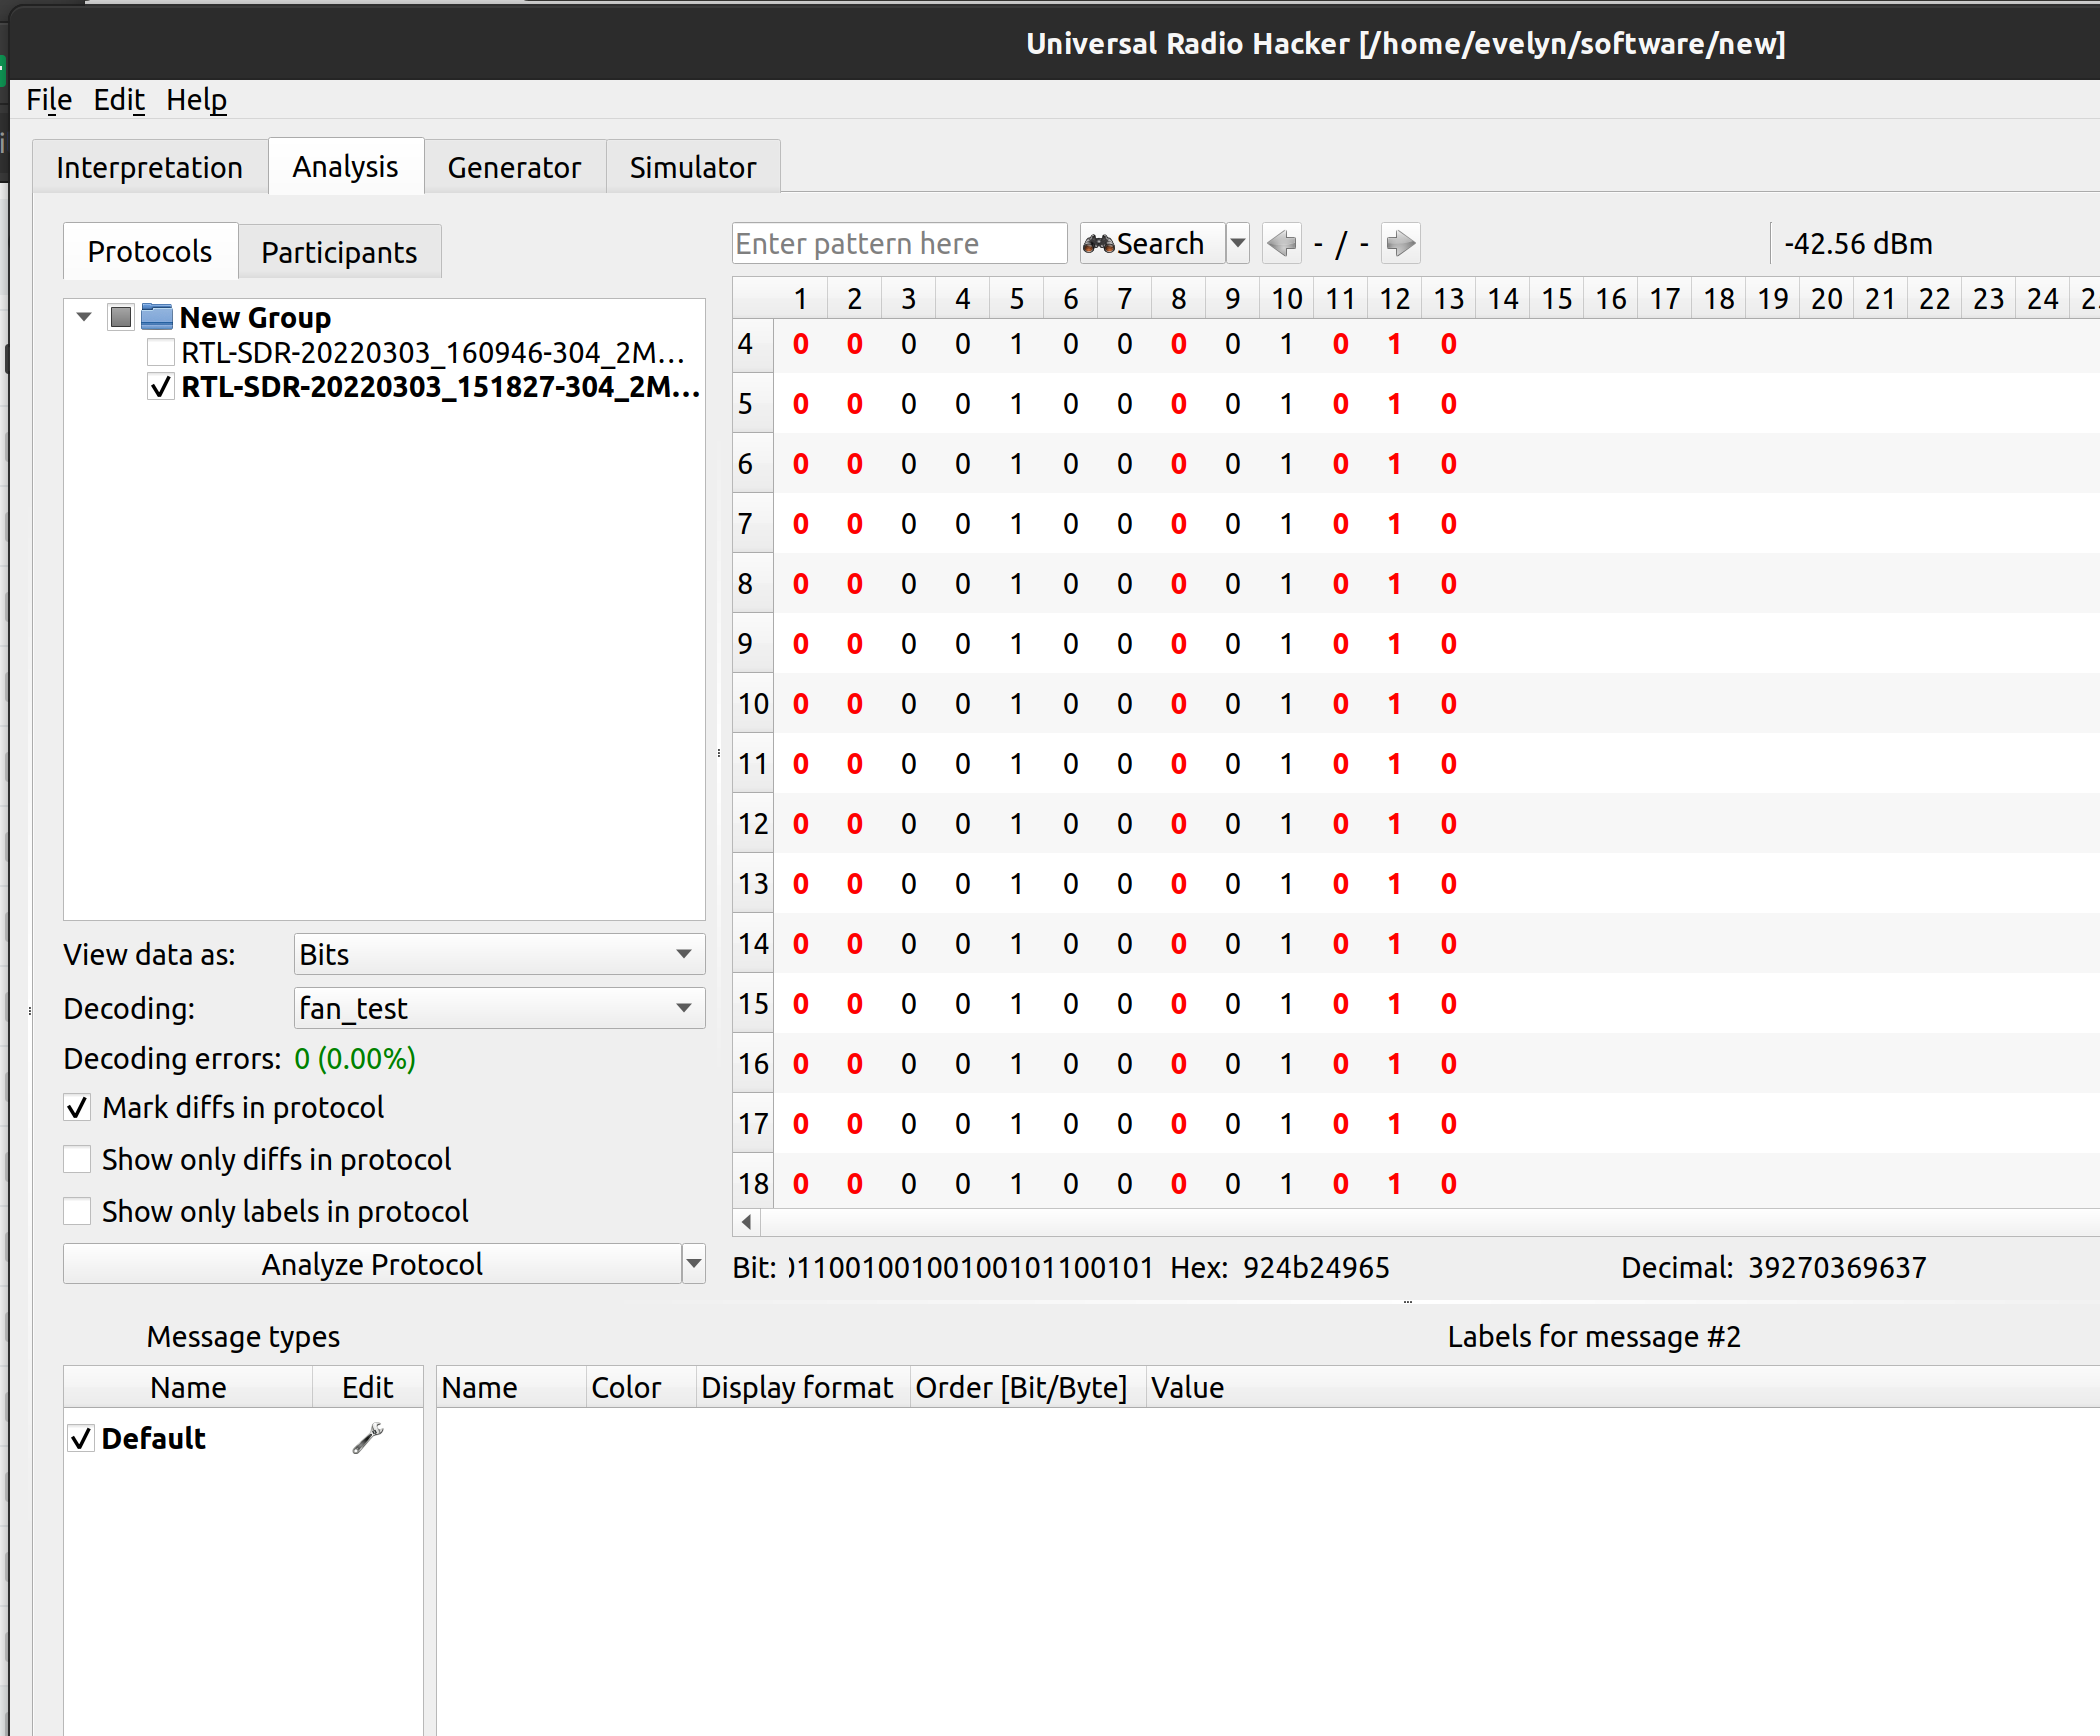 Universal Radio Hacker [/home/evelyn/software/new]
File Edit Help
Interpretation Analysis Generator Simulator
Protocols Participants
Enter pattern here Search - / - -42.56 dBm
New Group
RTL-SDR-20220303_160946-304_2M...
RTL-SDR-20220303_151827-304_2M...
1 2 3 4 5 6 7 8 9 10 11 12 13 14 15 16 17 18 19 20 21 22 23 24
4 0 0 0 0 1 0 0 0 0 1 0 1 0
5 0 0 0 0 1 0 0 0 0 1 0 1 0
6 0 0 0 0 1 0 0 0 0 1 0 1 0
7 0 0 0 0 1 0 0 0 0 1 0 1 0
8 0 0 0 0 1 0 0 0 0 1 0 1 0
9 0 0 0 0 1 0 0 0 0 1 0 1 0
10 0 0 0 0 1 0 0 0 0 1 0 1 0
11 0 0 0 0 1 0 0 0 0 1 0 1 0
12 0 0 0 0 1 0 0 0 0 1 0 1 0
13 0 0 0 0 1 0 0 0 0 1 0 1 0
14 0 0 0 0 1 0 0 0 0 1 0 1 0
15 0 0 0 0 1 0 0 0 0 1 0 1 0
16 0 0 0 0 1 0 0 0 0 1 0 1 0
17 0 0 0 0 1 0 0 0 0 1 0 1 0
18 0 0 0 0 1 0 0 0 0 1 0 1 0
View data as: Bits
Decoding: fan_test
Decoding errors: 0 (0.00%)
Mark diffs in protocol
Show only diffs in protocol
Show only labels in protocol
Analyze Protocol
Bit: 01100100100100101100101 Hex: 924b24965 Decimal: 39270369637
Message types
Name Edit
Default
Labels for message #2
Name Color Display format Order [Bit/Byte] Value